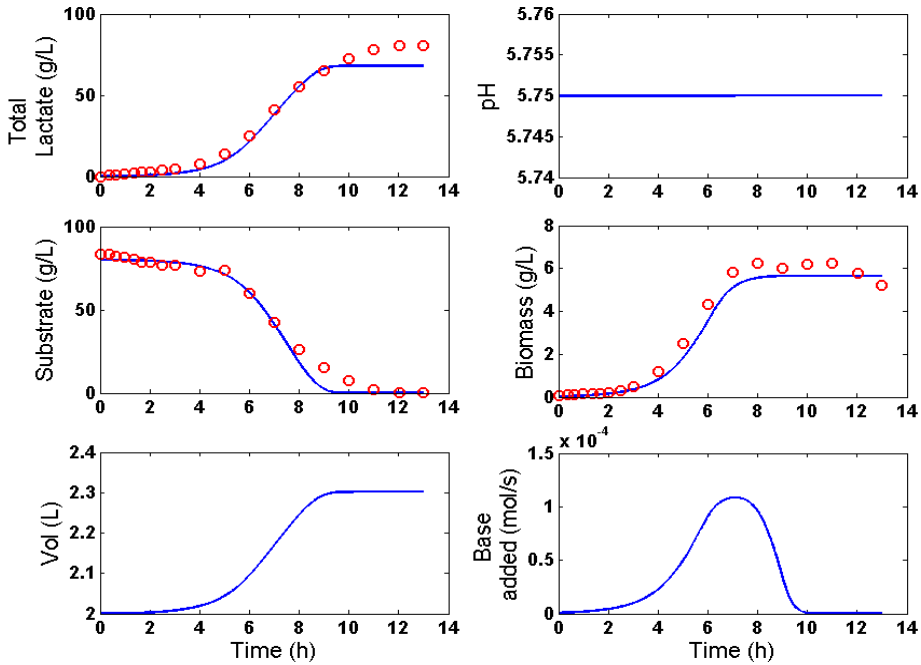 Total
Lactate (g/L)
100
50
0
0 2 4 6 8 10 12 14
pH
5.76
5.755
5.75
5.745
5.74
0 2 4 6 8 10 12 14
Substrate (g/L)
100
50
0
0 2 4 6 8 10 12 14
Biomass (g/L)
8
6
4
2
0
0 2 4 6 8 10 12 14
Vol (L)
2.4
2.3
2.2
2.1
2
0 2 4 6 8 10 12 14
Time (h)
Base
added (mol/s)
x 10-4
1.5
1
0.5
0
0 2 4 6 8 10 12 14
Time (h)